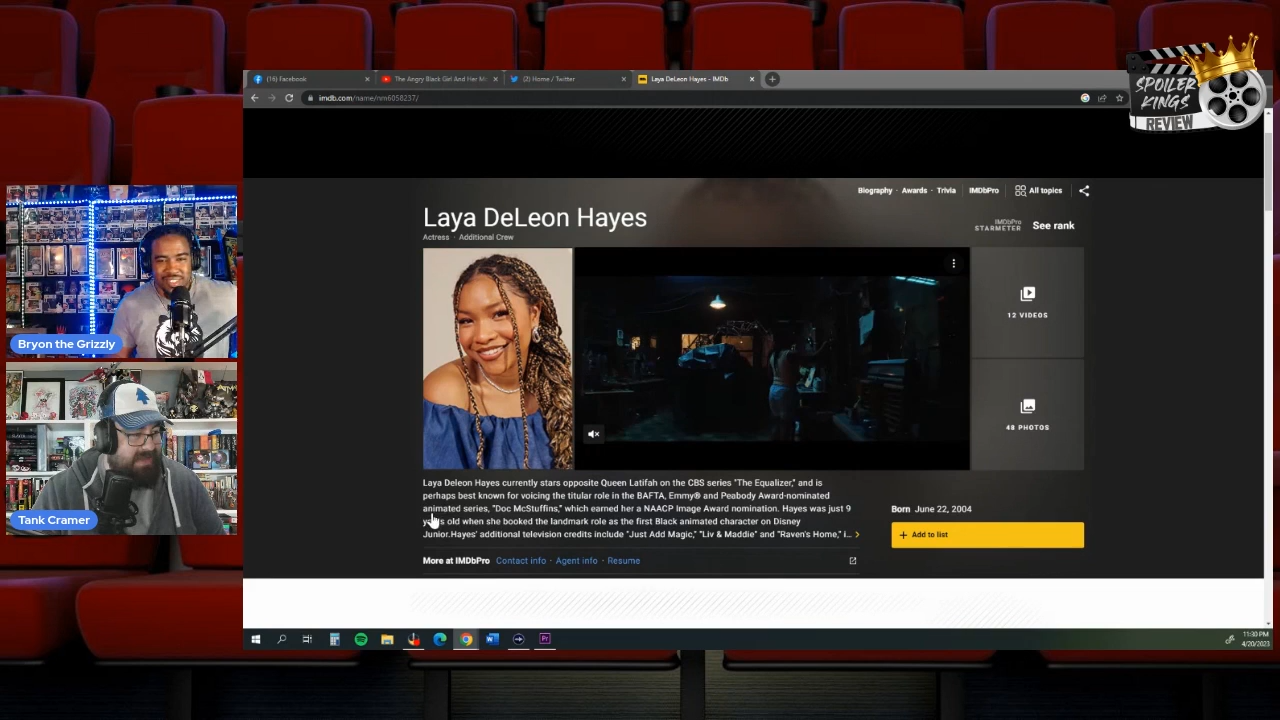 (16) Facebook
The Angry Black Girl And Her M
(2) Home / Twitter
Laya DeLeon Hayes - IMDb
imdb.com/name/nm6058237/
SPOILER
KINGS
REVIEW
Biography · Awards · Trivia
IMDbPro
All topics
Laya DeLeon Hayes
Actress · Additional Crew
IMDbPro
STARMETER
See rank
12 VIDEOS
48 PHOTOS
Bryon the Grizzly
Tank Cramer
Laya Deleon Hayes currently stars opposite Queen Latifah on the CBS series "The Equalizer," and is
perhaps best known for voicing the titular role in the BAFTA, Emmy® and Peabody Award-nominated
animated series, "Doc McStuffins," which earned her a NAACP Image Award nomination. Hayes was just 9
years old when she booked the landmark role as the first Black animated character on Disney
Junior.Hayes' additional television credits include "Just Add Magic," "Liv & Maddie" and "Raven's Home," i...
Born June 22, 2004
+ Add to list
More at IMDbPro Contact info · Agent info · Resume
W
Pr
11:30 PM
4/20/2023